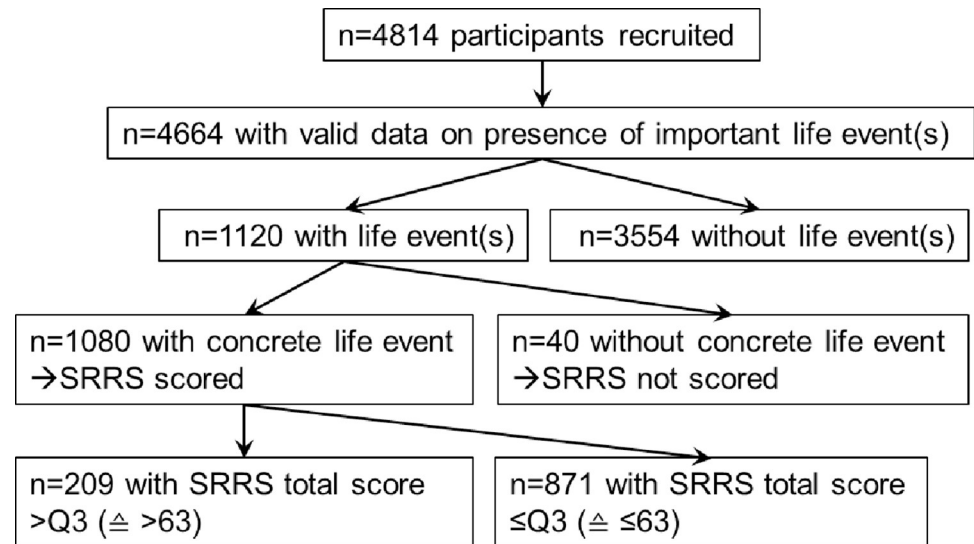 n=4814 participants recruited
n=4664 with valid data on presence of important life event(s)
n=1120 with life event(s)
n=3554 without life event(s)
n=1080 with concrete life event
→SRRS scored
n=40 without concrete life event
→SRRS not scored
n=209 with SRRS total score
>Q3 (≙ >63)
n=871 with SRRS total score
≤Q3 (≙ ≤63)